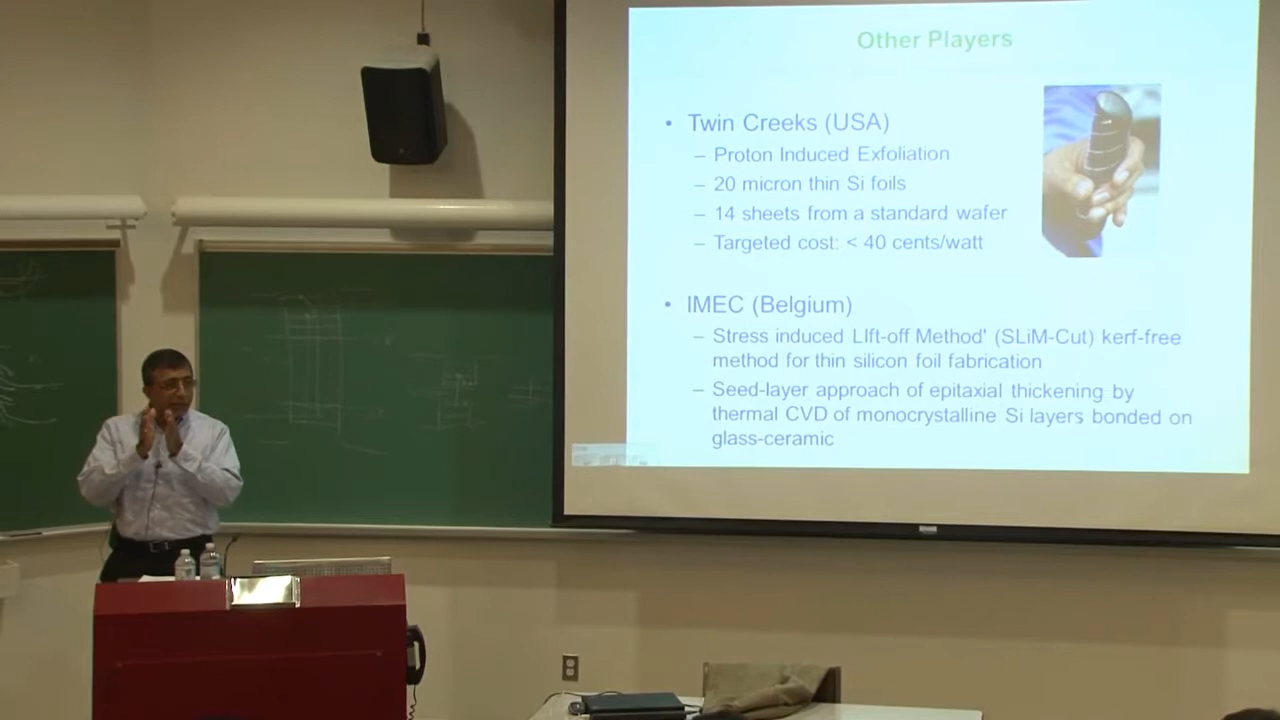 Other Players
• Twin Creeks (USA)
– Proton Induced Exfoliation
– 20 micron thin Si foils
– 14 sheets from a standard wafer
– Targeted cost: < 40 cents/watt
• IMEC (Belgium)
– Stress induced LIft-off Method' (SLiM-Cut) kerf-free
method for thin silicon foil fabrication
– Seed-layer approach of epitaxial thickening by
thermal CVD of monocrystalline Si layers bonded on
glass-ceramic